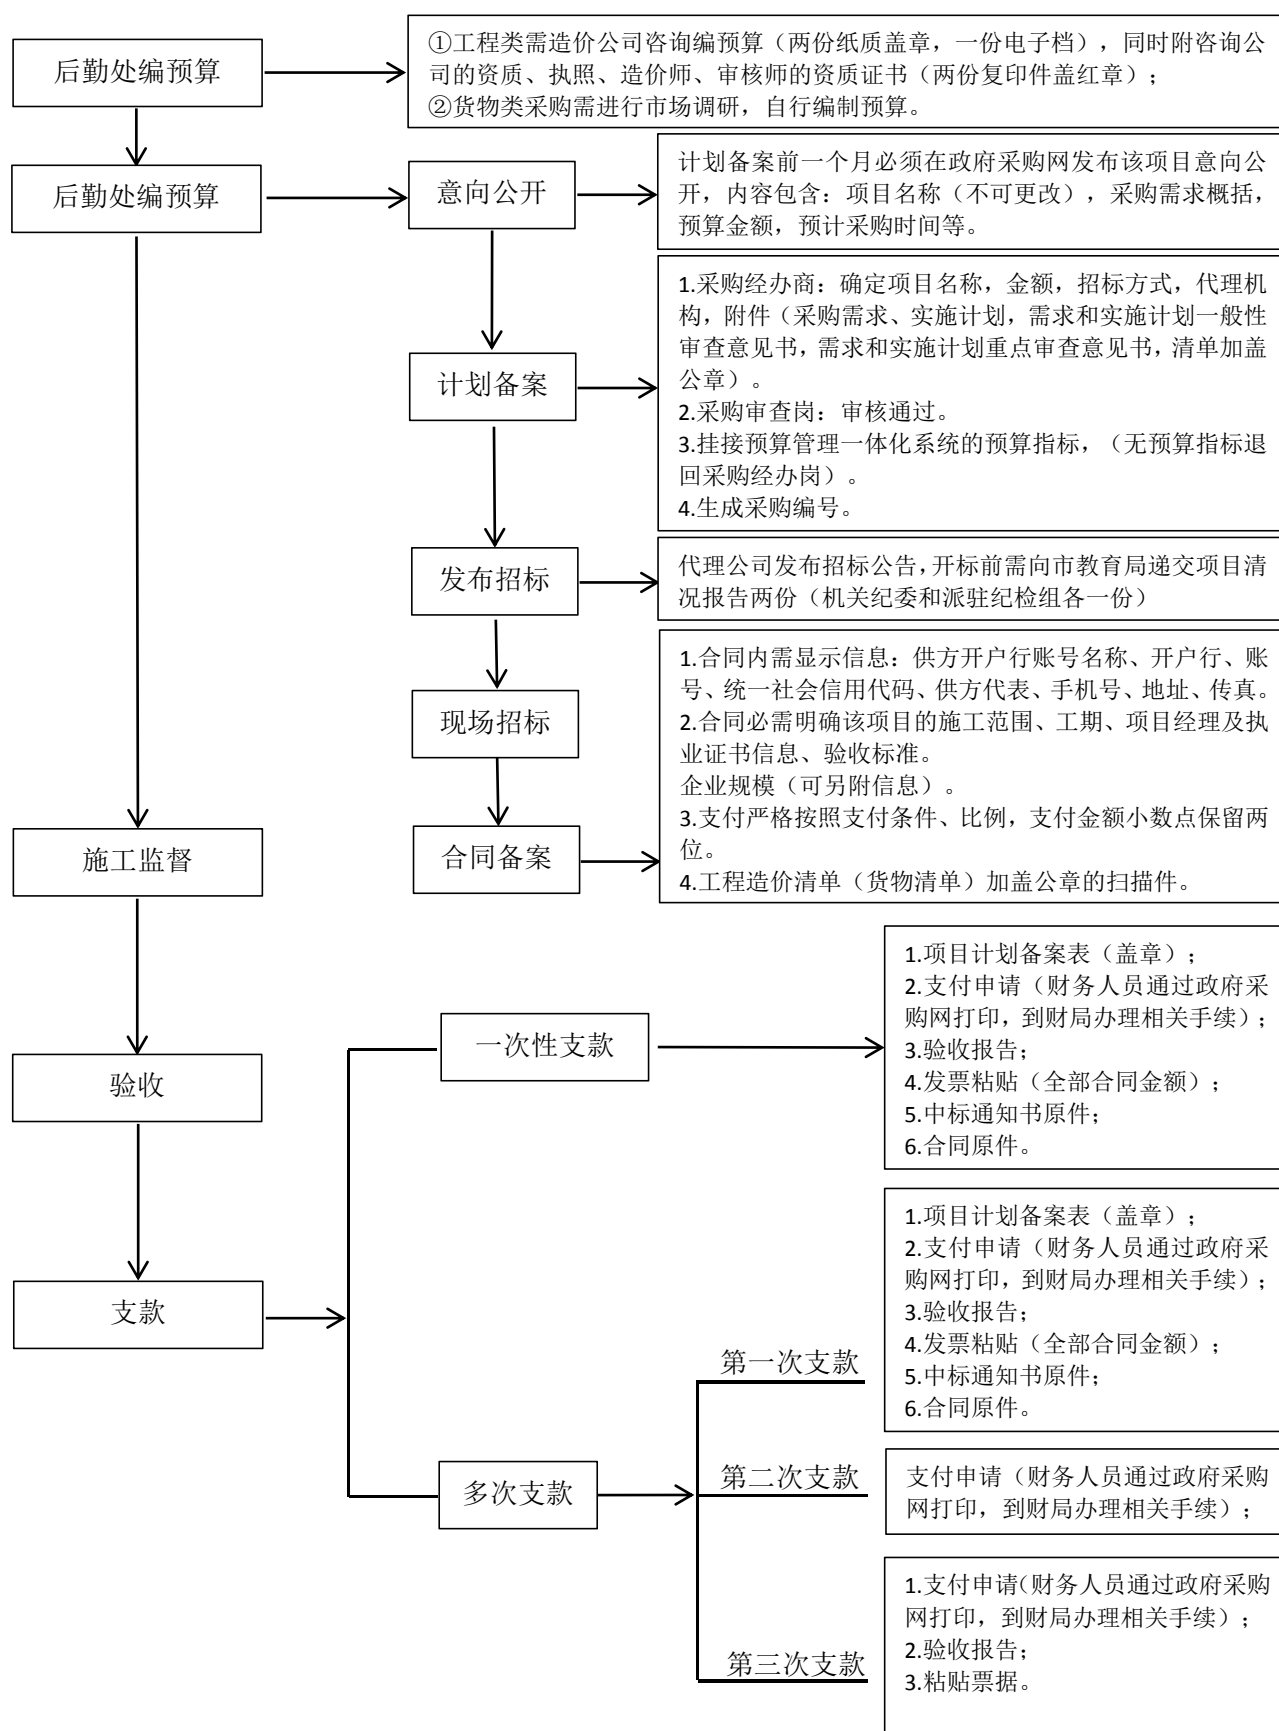 后勤处编预算
①工程类需造价公司咨询编预算（两份纸质盖章，一份电子档），同时附咨询公
司的资质、执照、造价师、审核师的资质证书（两份复印件盖红章）；
②货物类采购需进行市场调研，自行编制预算。
后勤处编预算
意向公开
计划备案前一个月必须在政府采购网发布该项目意向公
开，内容包含：项目名称（不可更改），采购需求概括，
预算金额，预计采购时间等。
计划备案
1.采购经办商：确定项目名称，金额，招标方式，代理机
构，附件（采购需求、实施计划，需求和实施计划一般性
审查意见书，需求和实施计划重点审查意见书，清单加盖
公章）。
2.采购审查岗：审核通过。
3.挂接预算管理一体化系统的预算指标，（无预算指标退
回采购经办岗）。
4.生成采购编号。
发布招标
代理公司发布招标公告，开标前需向市教育局递交项目清
况报告两份（机关纪委和派驻纪检组各一份）
现场招标
合同备案
1.合同内需显示信息：供方开户行账号名称、开户行、账
号、统一社会信用代码、供方代表、手机号、地址、传真。
2.合同必需明确该项目的施工范围、工期、项目经理及执
业证书信息、验收标准。
企业规模（可另附信息）。
3.支付严格按照支付条件、比例，支付金额小数点保留两
位。
4.工程造价清单（货物清单）加盖公章的扫描件。
施工监督
验收
支款
一次性支款
1.项目计划备案表（盖章）；
2.支付申请（财务人员通过政府采
购网打印，到财局办理相关手续）；
3.验收报告；
4.发票粘贴（全部合同金额）；
5.中标通知书原件；
6.合同原件。
多次支款
第一次支款
1.项目计划备案表（盖章）；
2.支付申请（财务人员通过政府采
购网打印，到财局办理相关手续）；
3.验收报告；
4.发票粘贴（全部合同金额）；
5.中标通知书原件；
6.合同原件。
第二次支款
支付申请（财务人员通过政府采购
网打印，到财局办理相关手续）；
第三次支款
1.支付申请（财务人员通过政府采购
网打印，到财局办理相关手续）；
2.验收报告；
3.粘贴票据。